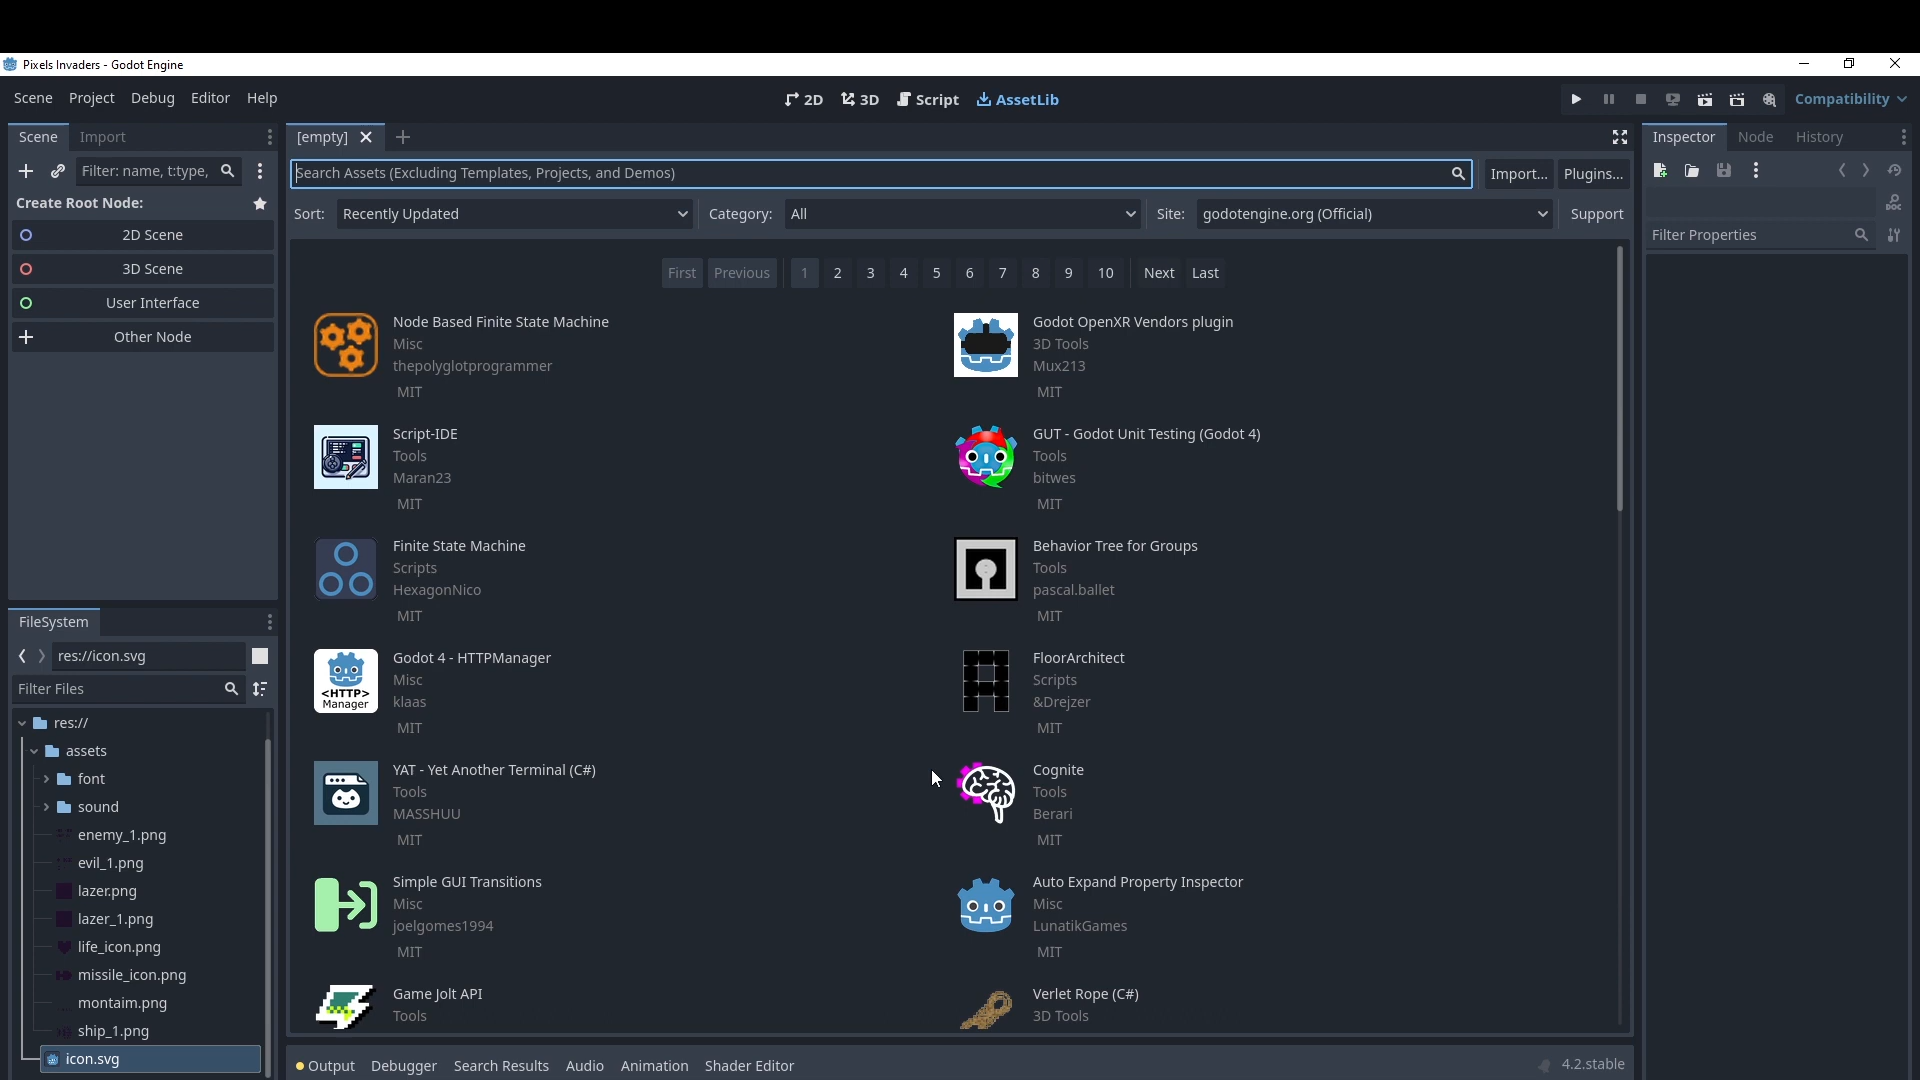 Pixels Invaders - Godot Engine
Scene Project Debug Editor Help
2D 3D Script AssetLib
Compatibility
Scene Import
Filter: name, t:type,
Create Root Node:
2D Scene
3D Scene
User Interface
Other Node
FileSystem
res://icon.svg
Filter Files
res://
assets
font
sound
enemy_1.png
evil_1.png
lazer.png
lazer_1.png
life_icon.png
missile_icon.png
montaim.png
ship_1.png
icon.svg
[empty]
Search Assets (Excluding Templates, Projects, and Demos)
Import... Plugins...
Sort: Recently Updated Category: All Site: godotengine.org (Official) Support
First Previous 1 2 3 4 5 6 7 8 9 10 Next Last
Node Based Finite State Machine
Misc
thepolyglotprogrammer
MIT
Godot OpenXR Vendors plugin
3D Tools
Mux213
MIT
Script-IDE
Tools
Maran23
MIT
GUT - Godot Unit Testing (Godot 4)
Tools
bitwes
MIT
Finite State Machine
Scripts
HexagonNico
MIT
Behavior Tree for Groups
Tools
pascal.ballet
MIT
<HTTP>
Manager
Godot 4 - HTTPManager
Misc
klaas
MIT
FloorArchitect
Scripts
&Drejzer
MIT
YAT - Yet Another Terminal (C#)
Tools
MASSHUU
MIT
Cognite
Tools
Berari
MIT
Simple GUI Transitions
Misc
joelgomes1994
MIT
Auto Expand Property Inspector
Misc
LunatikGames
MIT
Game Jolt API
Tools
Verlet Rope (C#)
3D Tools
Output Debugger Search Results Audio Animation Shader Editor
4.2.stable
Inspector Node History
DOC
Filter Properties